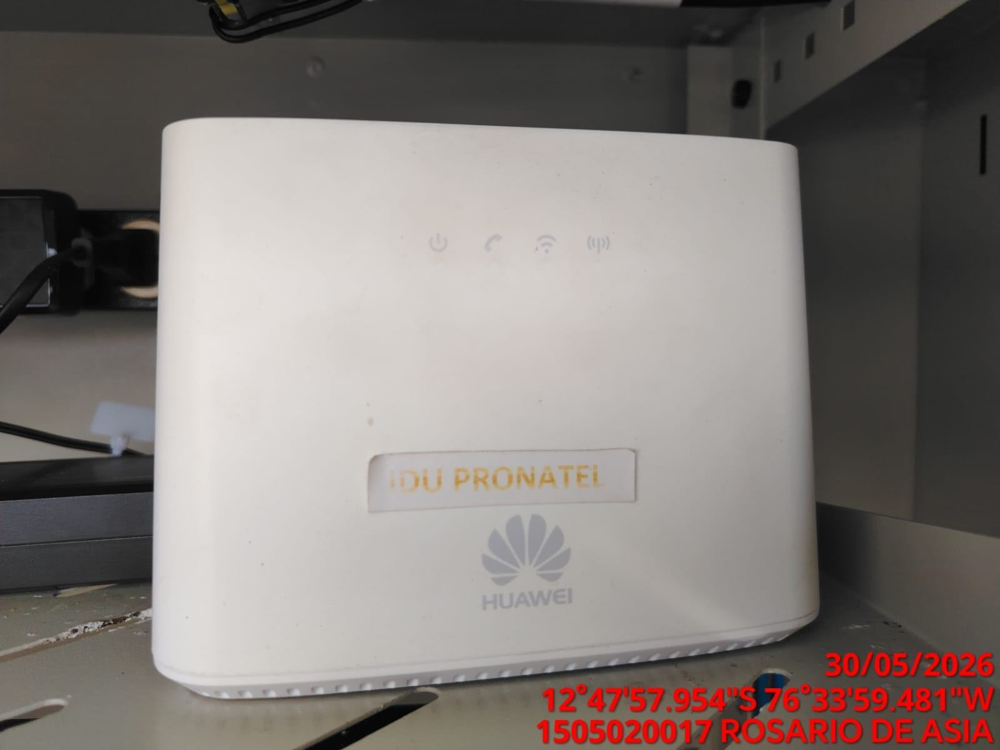 IDU PRONATEL
HUAWEI
30/05/2026
12°47'57.954"S 76°33'59.481"W
1505020017 ROSARIO DE ASIA